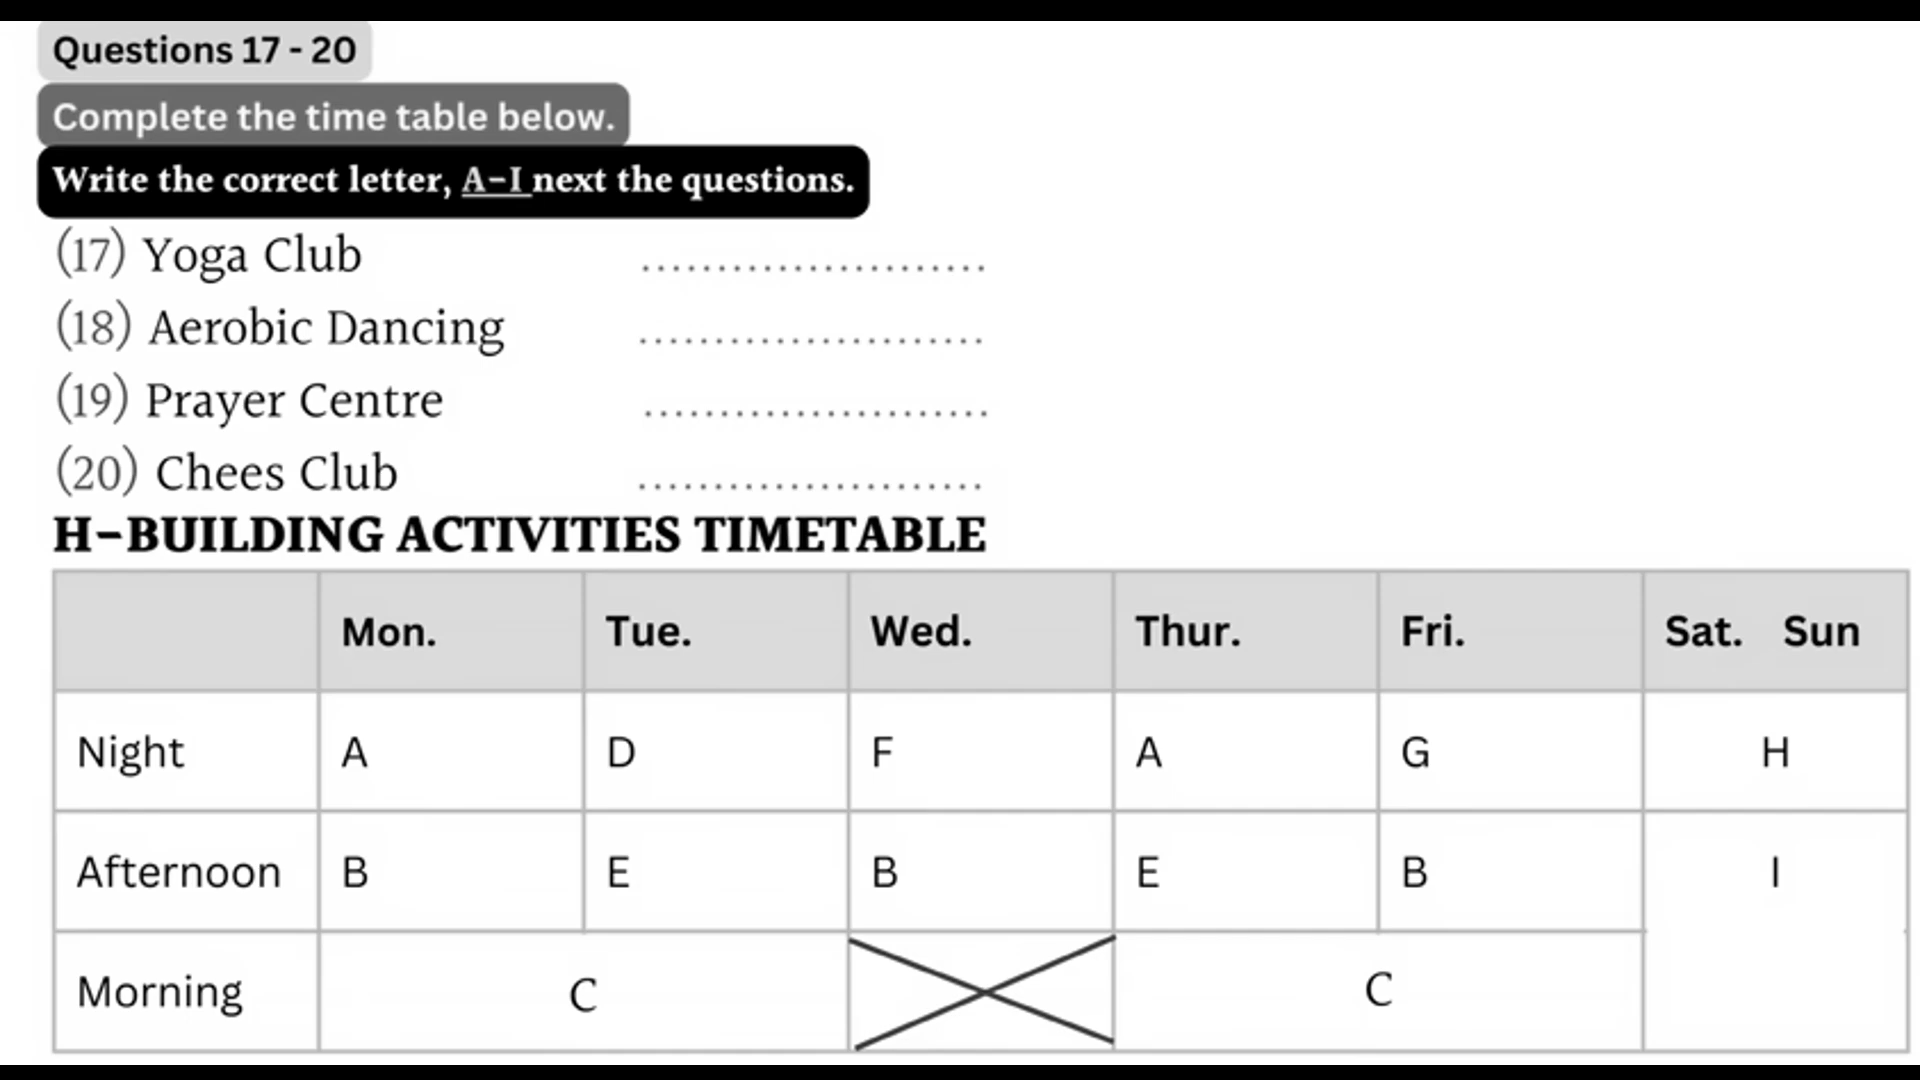 Questions 17 - 20
Complete the time table below.
Write the correct letter, A-I next the questions.
(17) Yoga Club ........................
(18) Aerobic Dancing ........................
(19) Prayer Centre ........................
(20) Chees Club ........................
H-BUILDING ACTIVITIES TIMETABLE
Mon. Tue. Wed. Thur. Fri. Sat. Sun
Night A D F A G H
Afternoon B E B E B I
Morning C C